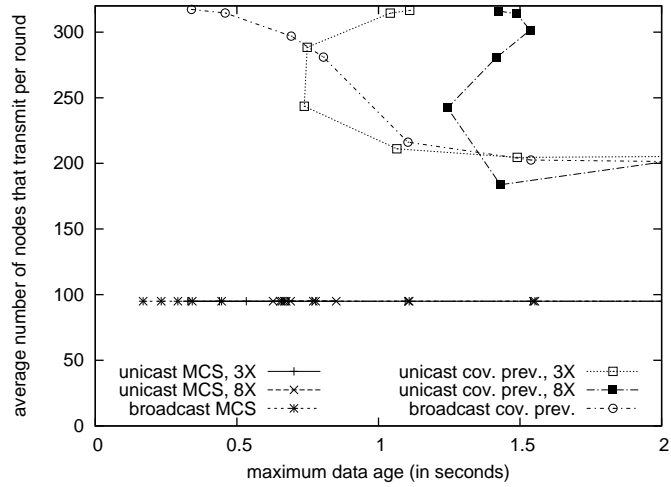 average number of nodes that transmit per round
300
250
200
150
100
50
0
unicast MCS, 3X
unicast MCS, 8X
broadcast MCS
unicast cov. prev., 3X
unicast cov. prev., 8X
broadcast cov. prev.
0 0.5 1 1.5 2
maximum data age (in seconds)